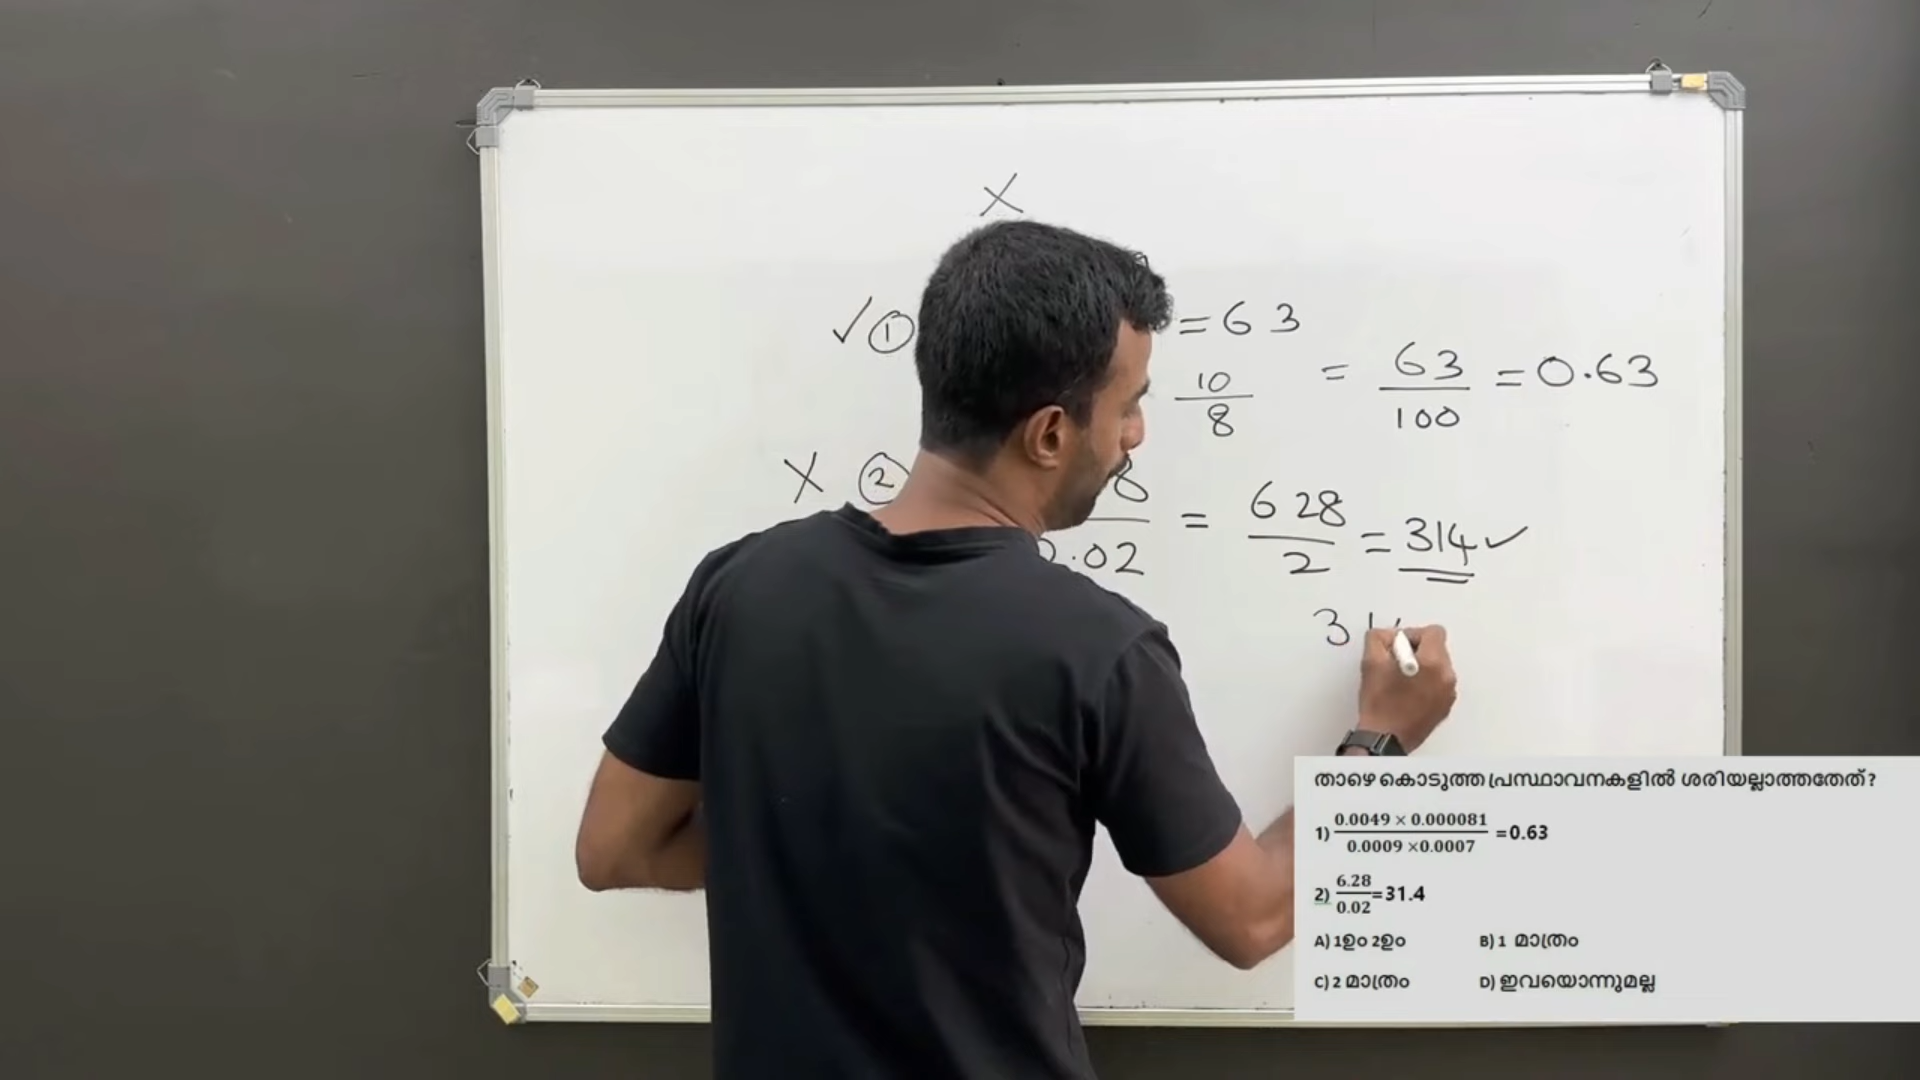 X
✓ ① = 63
10/8 = 63/100 = 0.63
X ② 8/0.02 = 628/2 = 314 ✓
31
താഴെ കൊടുത്ത പ്രസ്ഥാവനകളിൽ ശരിയല്ലാത്തതേത്?
1) 0.0049 × 0.000081 / 0.0009 ×0.0007 =0.63
2) 6.28/0.02=31.4
A) 1ഉം 2ഉം B) 1 മാത്രം
C) 2 മാത്രം D) ഇവയൊന്നുമല്ല